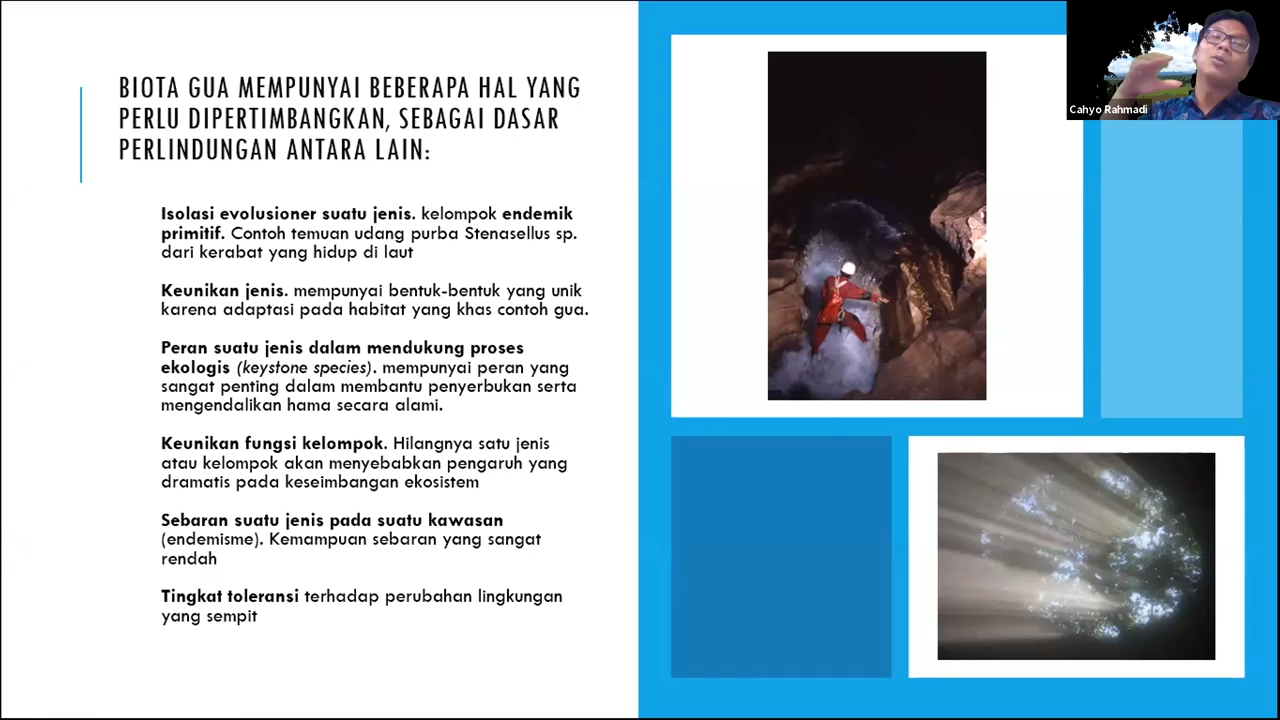 BIOTA GUA MEMPUNYAI BEBERAPA HAL YANG
PERLU DIPERTIMBANGKAN, SEBAGAI DASAR
PERLINDUNGAN ANTARA LAIN:
Isolasi evolusioner suatu jenis. kelompok endemik
primitif. Contoh temuan udang purba Stenasellus sp.
dari kerabat yang hidup di laut
Keunikan jenis. mempunyai bentuk-bentuk yang unik
karena adaptasi pada habitat yang khas contoh gua.
Peran suatu jenis dalam mendukung proses
ekologis (keystone species). mempunyai peran yang
sangat penting dalam membantu penyerbukan serta
mengendalikan hama secara alami.
Keunikan fungsi kelompok. Hilangnya satu jenis
atau kelompok akan menyebabkan pengaruh yang
dramatis pada keseimbangan ekosistem
Sebaran suatu jenis pada suatu kawasan
(endemisme). Kemampuan sebaran yang sangat
rendah
Tingkat toleransi terhadap perubahan lingkungan
yang sempit
Cahyo Rahmadi